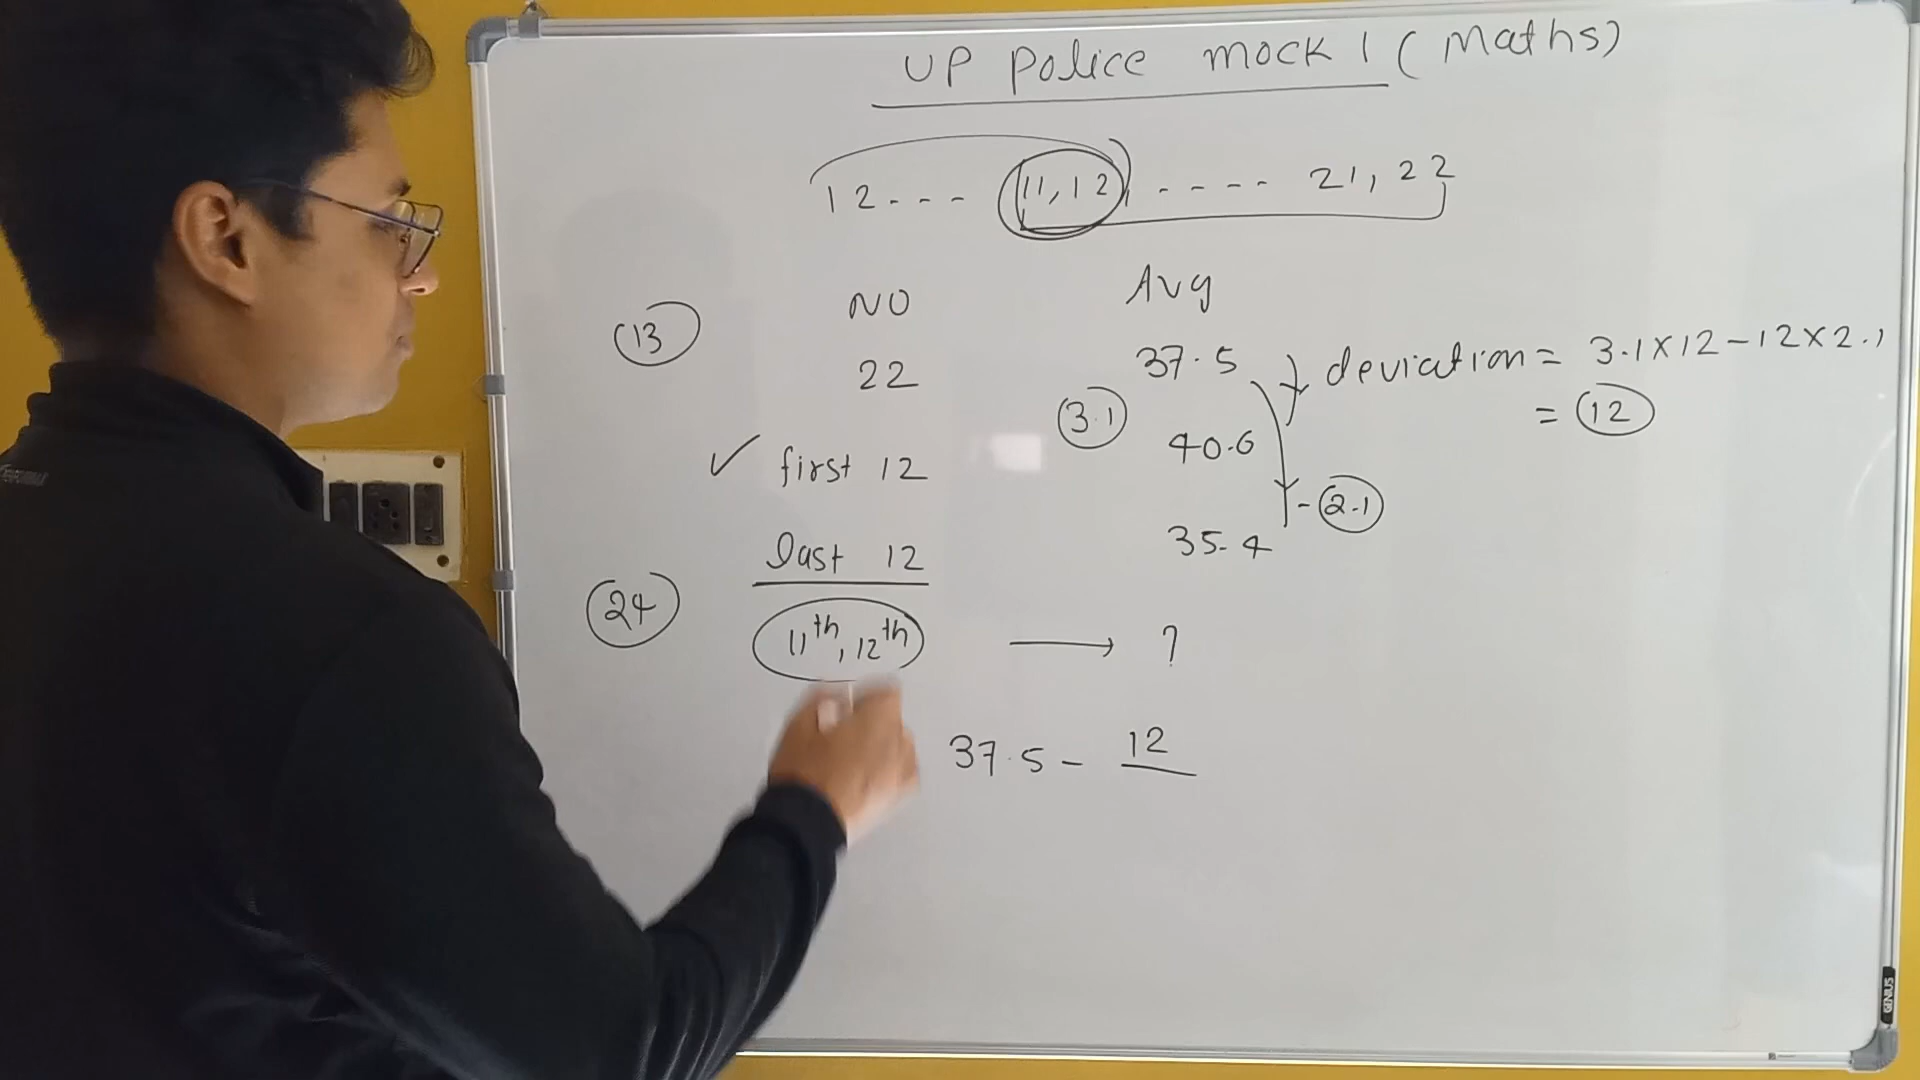 UP Police mock 1 (Maths)
12--- 11, 12, ---- 21, 22
13 NO Avg
22 37.5 deviation = 3.1×12-12×2.1
3.1 = 12
✓ first 12 40.6
-2.1
last 12 35.4
24 11th, 12th → ?
37.5 - 12
GENIUS